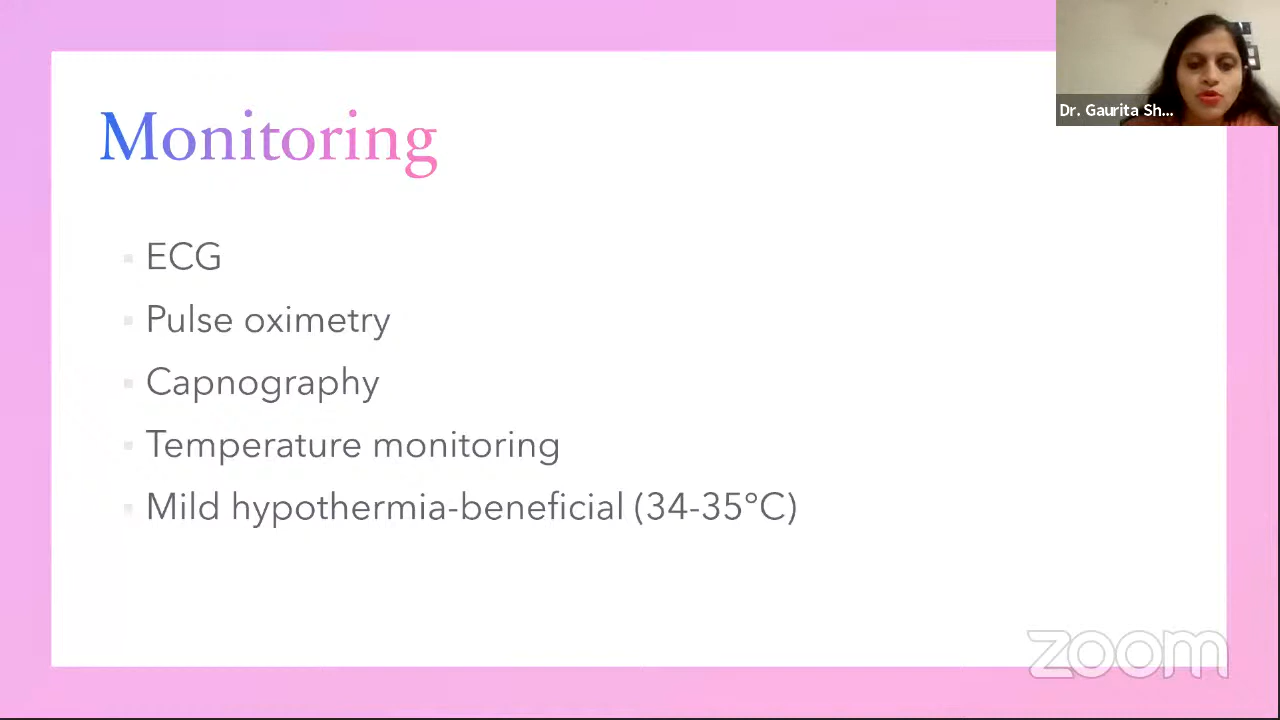 Monitoring
Dr. Gaurita Sh...
ECG
Pulse oximetry
Capnography
Temperature monitoring
Mild hypothermia-beneficial (34-35°C)
zoom